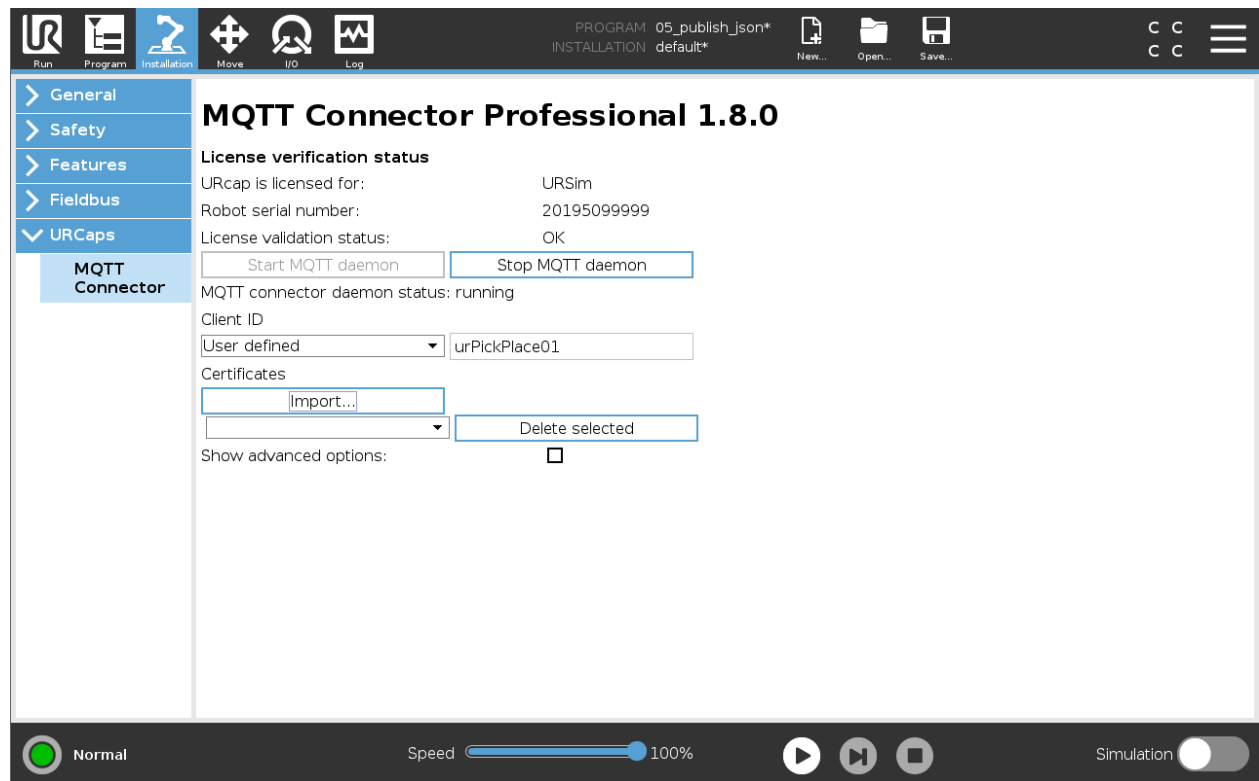 UR
PROGRAM 05_publish_json*
INSTALLATION default*
C C
C C
Run Program Installation Move I/O Log New... Open... Save...
General
Safety
Features
Fieldbus
URCaps
MQTT
Connector
MQTT Connector Professional 1.8.0
License verification status
URcap is licensed for: URSim
Robot serial number: 20195099999
License validation status: OK
Start MQTT daemon Stop MQTT daemon
MQTT connector daemon status: running
Client ID
User defined urPickPlace01
Certificates
Import...
Delete selected
Show advanced options:
Normal Speed 100% Simulation